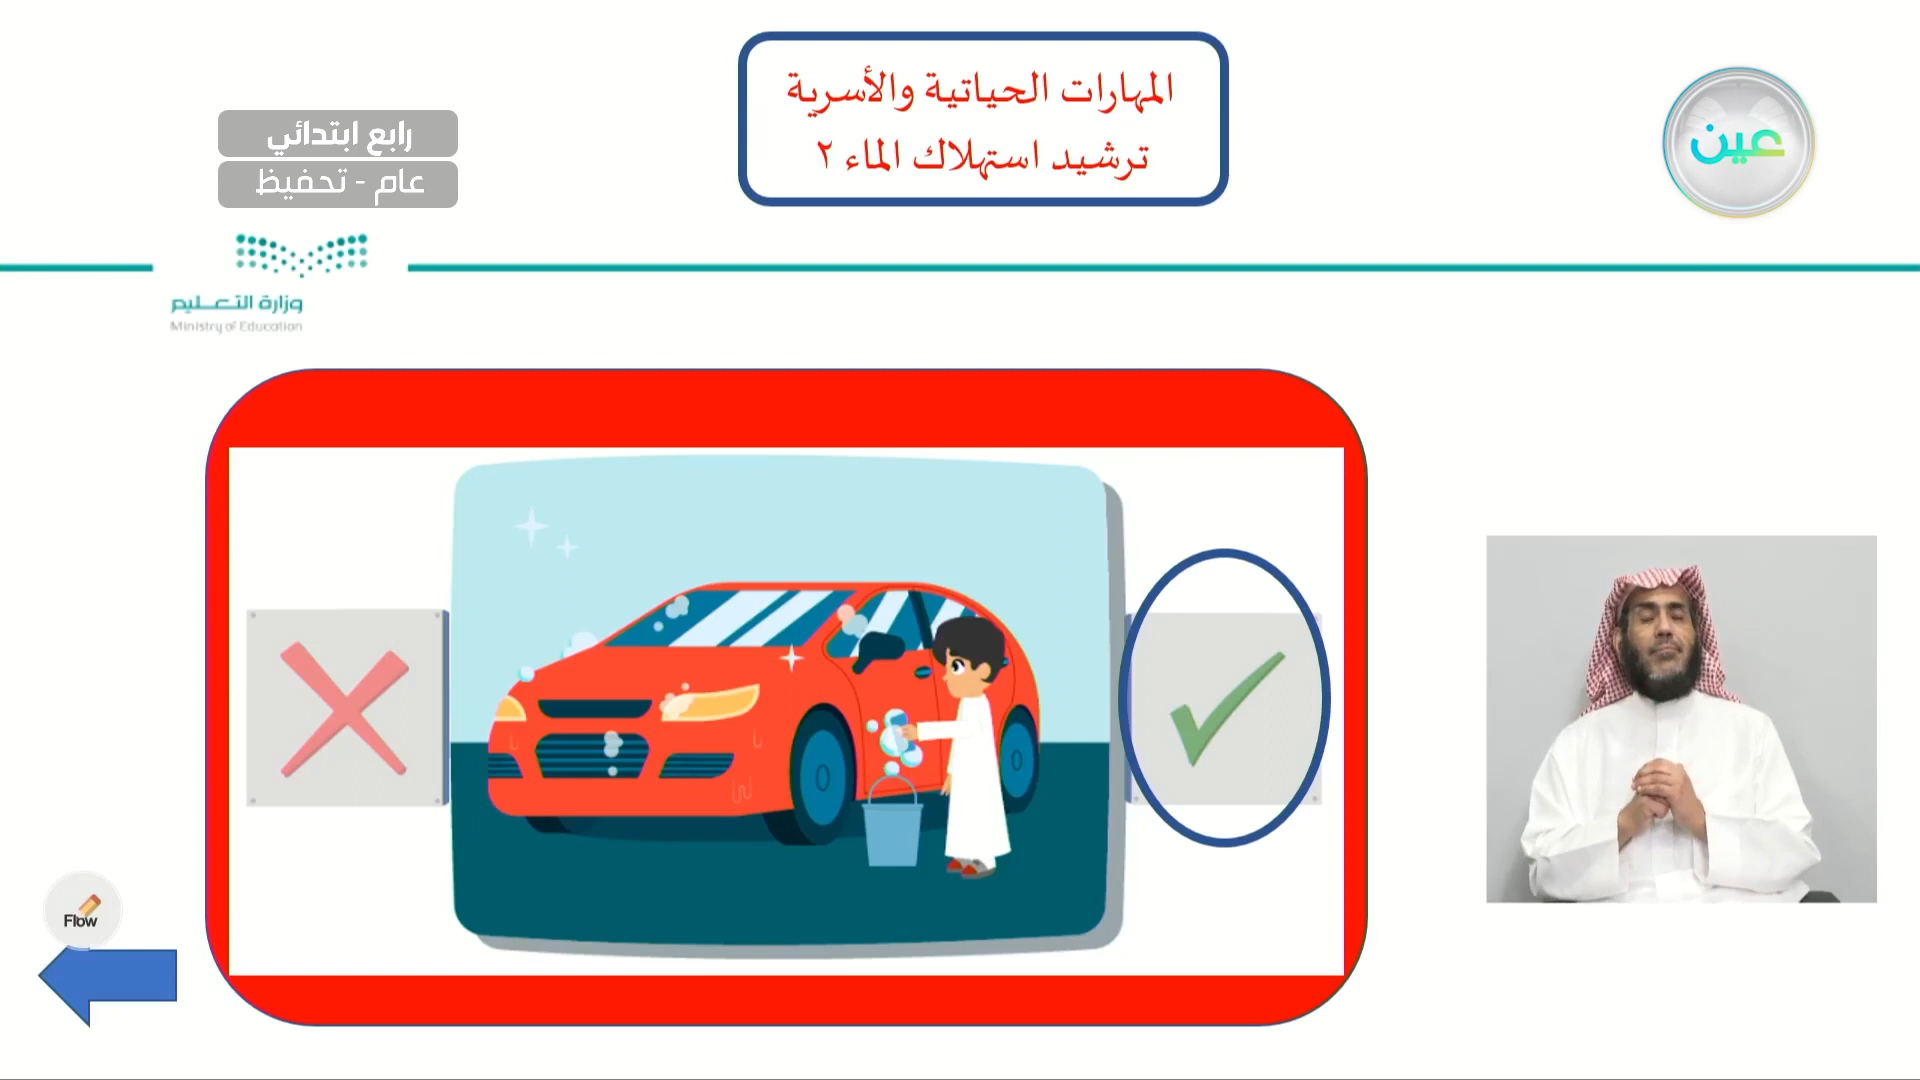 المهارات الحياتية والأسرية
ترشيد استهلاك الماء ٢
عين
رابع ابتدائي
عام - تحفيظ
وزارة التعليم
Ministry of Education
Flow